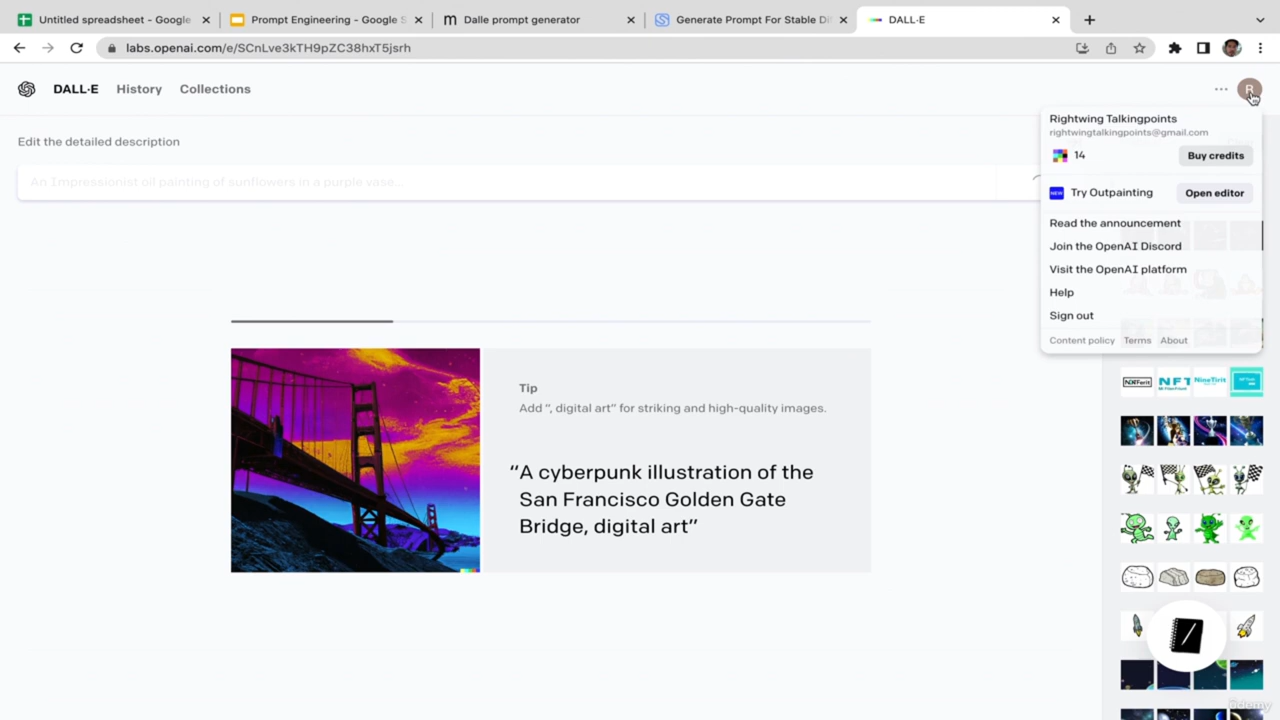 Untitled spreadsheet - Google
Prompt Engineering - Google S
Dalle prompt generator
Generate Prompt For Stable Di
DALL·E
labs.openai.com/e/SCnLve3kTH9pZC38hxT5jsrh
DALL·E
History
Collections
R
Edit the detailed description
An Impressionist oil painting of sunflowers in a purple vase...
Rightwing Talkingpoints
rightwingtalkingpoints@gmail.com
14
Buy credits
NEW
Try Outpainting
Open editor
Read the announcement
Join the OpenAI Discord
Visit the OpenAI platform
Help
Sign out
Content policy
Terms
About
Tip
Add ", digital art" for striking and high-quality images.
"A cyberpunk illustration of the
San Francisco Golden Gate
Bridge, digital art"
NFT
NineTirit
ûdemy